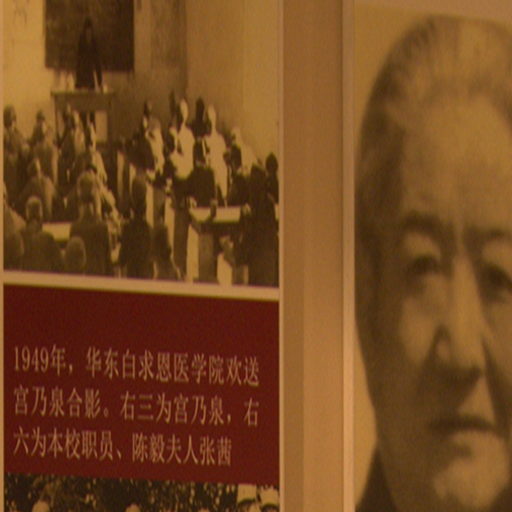 1949年，华东白求恩医学院欢送
宫乃泉合影。右三为宫乃泉，右
六为本校职员、陈毅夫人张茜